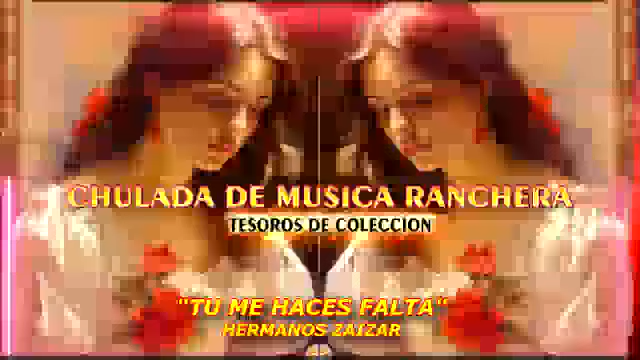 CHULADA DE MUSICA RANCHERA
TESOROS DE COLECCION
"TU ME HACES FALTA"
HERMANOS ZAIZAR